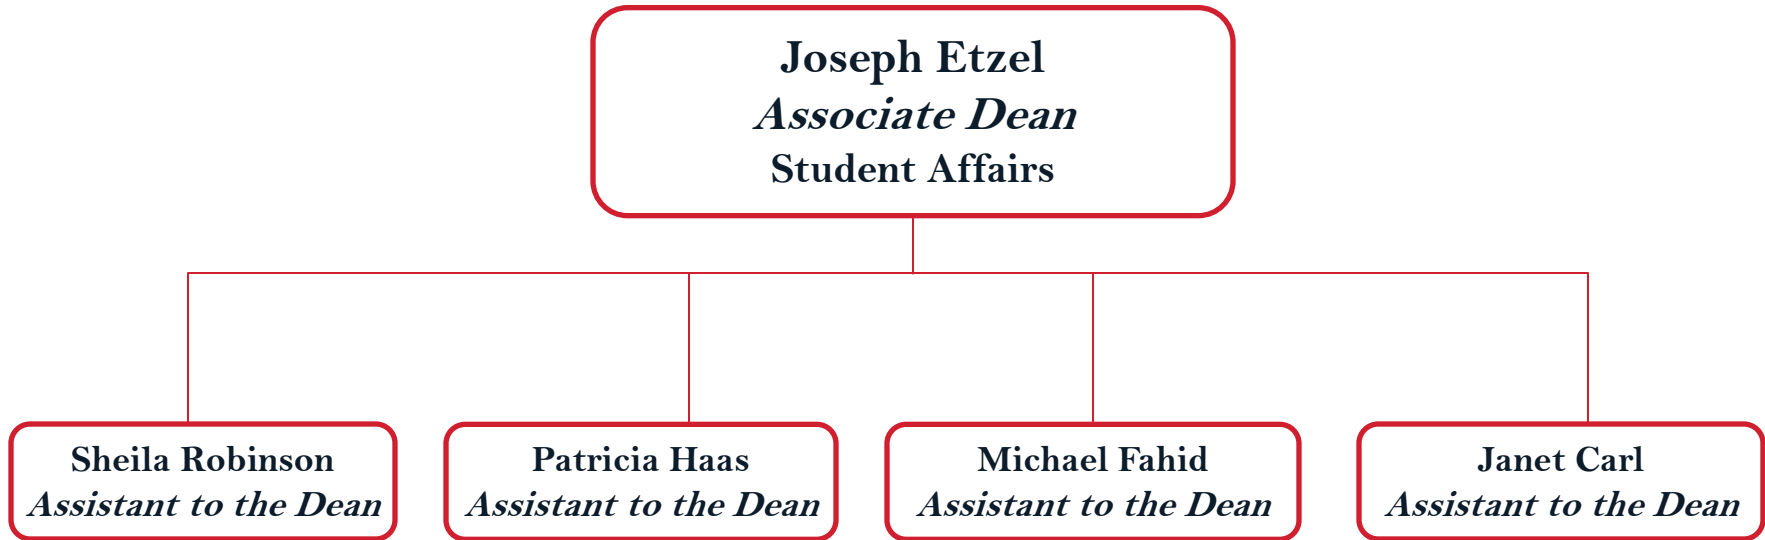 Joseph Etzel
Associate Dean
Student Affairs
Sheila Robinson
Assistant to the Dean
Patricia Haas
Assistant to the Dean
Michael Fahid
Assistant to the Dean
Janet Carl
Assistant to the Dean